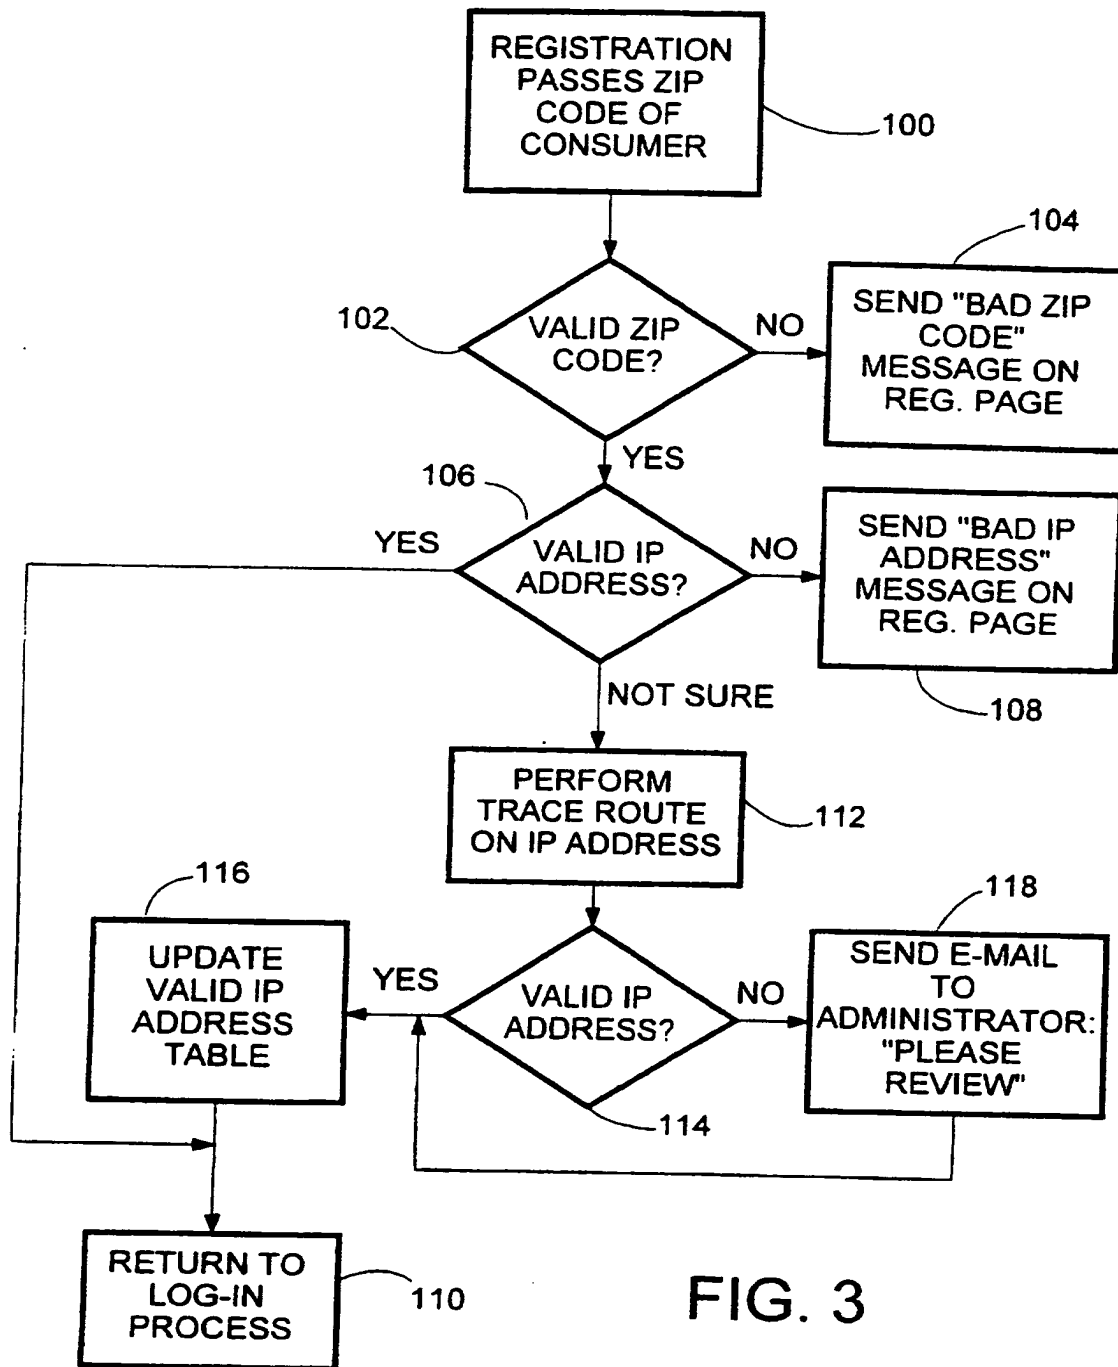 REGISTRATION
PASSES ZIP
CODE OF
CONSUMER
100
104
102
VALID ZIP
CODE?
NO
SEND "BAD ZIP
CODE"
MESSAGE ON
REG. PAGE
YES
106
YES
VALID IP
ADDRESS?
NO
SEND "BAD IP
ADDRESS"
MESSAGE ON
REG. PAGE
108
NOT SURE
PERFORM
TRACE ROUTE
ON IP ADDRESS
112
116
118
UPDATE
VALID IP
ADDRESS
TABLE
YES
VALID IP
ADDRESS?
NO
SEND E-MAIL
TO
ADMINISTRATOR:
"PLEASE
REVIEW"
114
RETURN TO
LOG-IN
PROCESS
110
FIG. 3